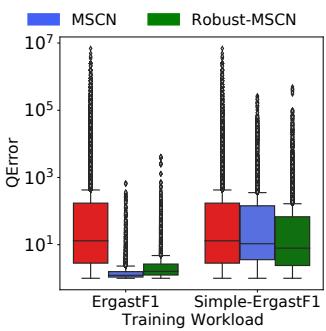 MSCN Robust-MSCN
10^7
10^5
10^3
10^1
QError
ErgastF1 Simple-ErgastF1
Training Workload